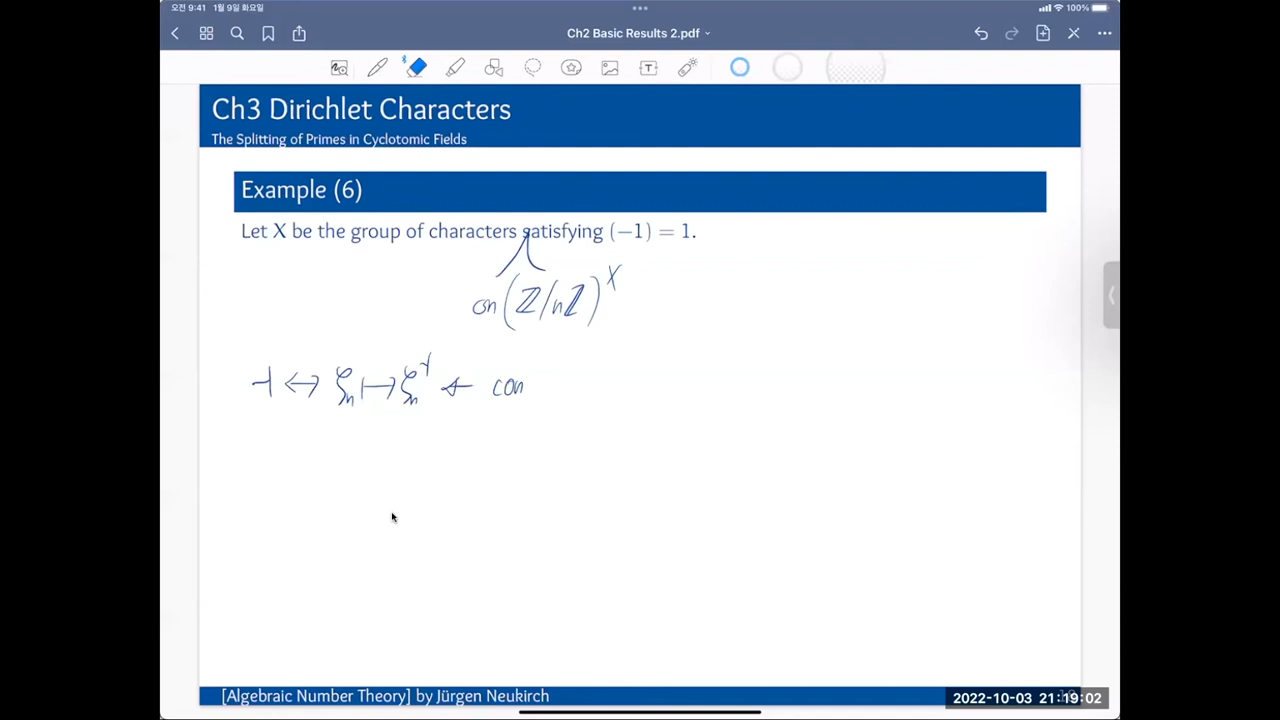 오전 9:41 1월 9일 화요일
100%
Ch2 Basic Results 2.pdf
Ch3 Dirichlet Characters
The Splitting of Primes in Cyclotomic Fields
Example (6)
Let X be the group of characters satisfying (−1) = 1.
on (ℤ/nℤ)^×
-1 ↔ ζ_n ↦ ζ_n^{-1} ← con
[Algebraic Number Theory] by Jürgen Neukirch
2022-10-03 21:19:02